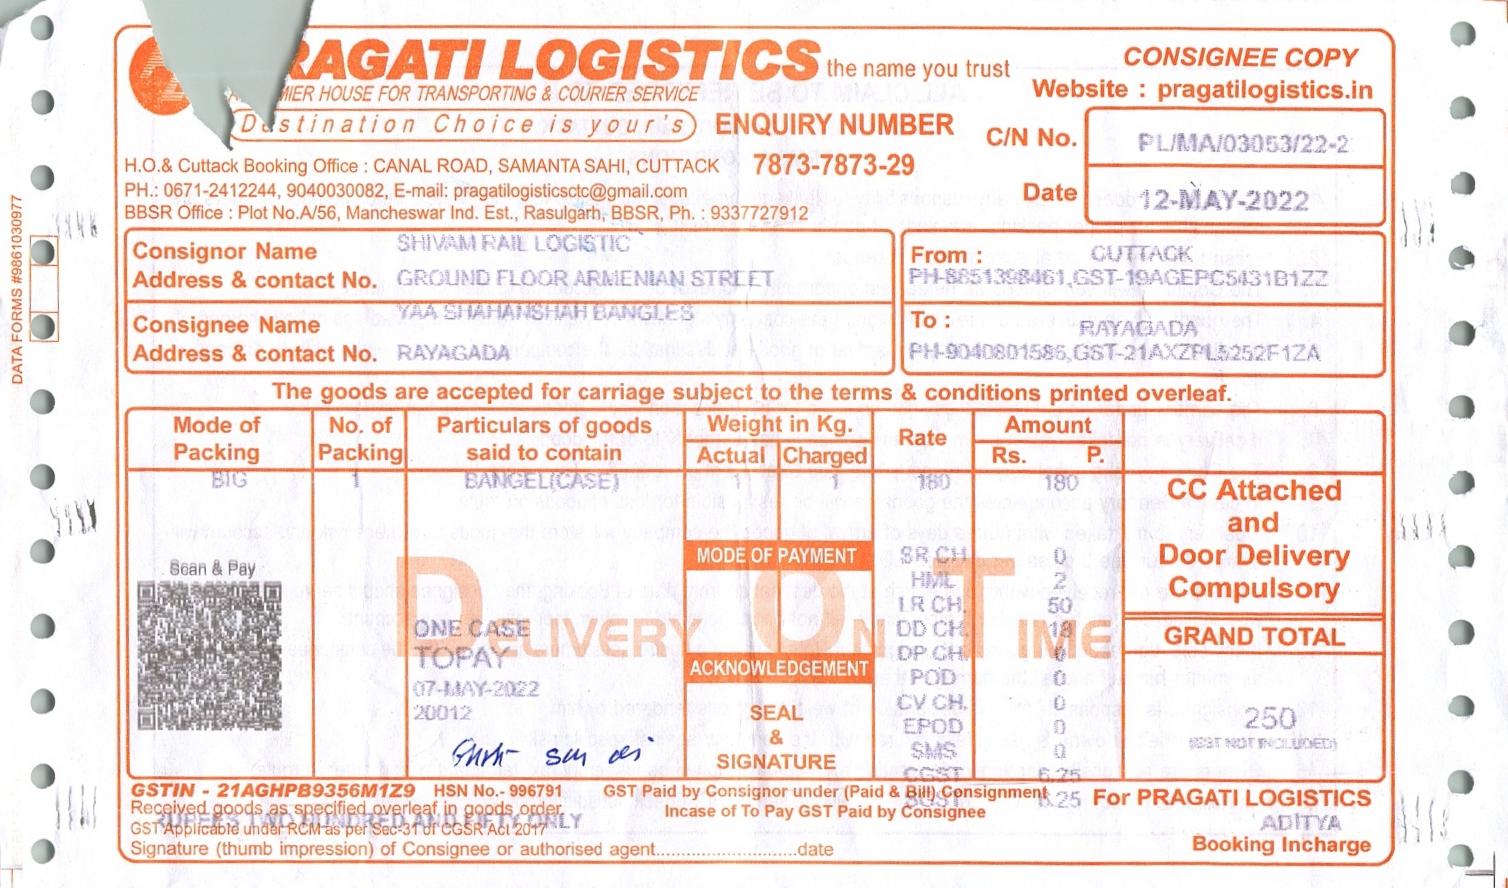 RAGATI LOGISTICS the name you trust
MIER HOUSE FOR TRANSPORTING & COURIER SERVICE
Destination Choice is your's
ENQUIRY NUMBER
7873-7873-29
CONSIGNEE COPY
Website : pragatilogistics.in
C/N No. PL/MA/03053/22-2
Date 12-MAY-2022
H.O.& Cuttack Booking Office : CANAL ROAD, SAMANTA SAHI, CUTTACK
PH.: 0671-2412244, 9040030082, E-mail: pragatilogisticsctc@gmail.com
BBSR Office : Plot No.A/56, Mancheswar Ind. Est., Rasulgarh, BBSR, Ph. : 9337727912
DATA FORMS #9861030977
Consignor Name SHIVAM RAIL LOGISTIC
Address & contact No. GROUND FLOOR ARMENIAN STREET
From : CUTTACK
PH-8851398461,GST-19AGEPC5431B1ZZ
Consignee Name YAA SHAHANSHAH BANGLES
Address & contact No. RAYAGADA
To : RAYAGADA
PH-9040801586,GST-21AXZPL5252F1ZA
The goods are accepted for carriage subject to the terms & conditions printed overleaf.
Mode of Packing No. of Packing Particulars of goods said to contain Weight in Kg. Actual Charged Rate Amount Rs. P.
BIG 1 BANGEL(CASE) 1 1 180 180
CC Attached
and
Door Delivery
Compulsory
GRAND TOTAL
250
(GST NOT INCLUDED)
Scan & Pay
DELIVERY ON TIME
ONE CASE
TOPAY
07-MAY-2022
20012
MODE OF PAYMENT
ACKNOWLEDGEMENT
SEAL
&
SIGNATURE
SR CH. 0
HML 2
LR CH. 50
DD CH. 18
DP CH. 0
POD 0
CV CH. 0
EPOD 0
SMS 0
CGST 6.25
SGST 6.25
GSTIN - 21AGHPB9356M1Z9 HSN No.- 996791
GST Paid by Consignor under (Paid & Bill) Consignment
Incase of To Pay GST Paid by Consignee
Received goods as specified overleaf in goods order
RUPEES TWO HUNDRED AND FIFTY ONLY
GST Applicable under RCM as per Sec-31 of CGSR Act 2017
Signature (thumb impression) of Consignee or authorised agent..........................date
For PRAGATI LOGISTICS
ADITYA
Booking Incharge